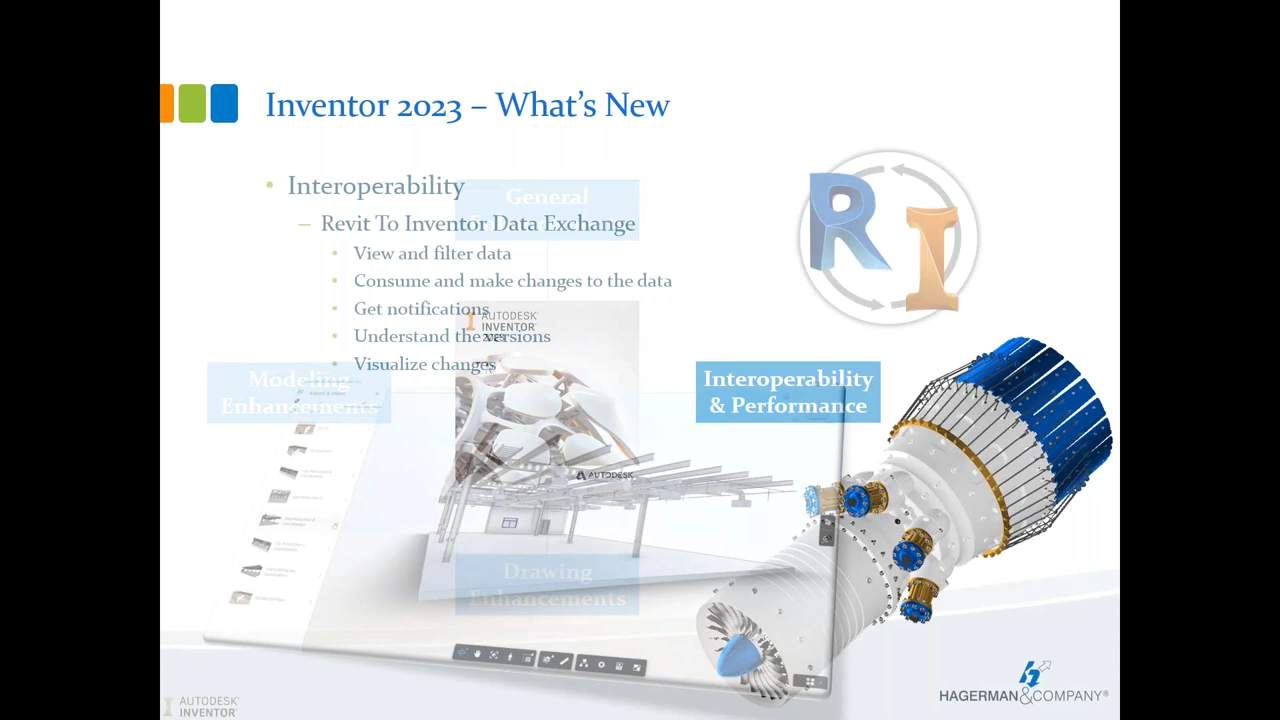 Inventor 2023 – What's New
• Interoperability
– Revit To Inventor Data Exchange
• View and filter data
• Consume and make changes to the data
• Get notifications
• Understand the versions
• Visualize changes
General
AUTODESK
INVENTOR
Modeling
Enhancements
Interoperability
& Performance
AUTODESK
Drawing
Enhancements
R I
HAGERMAN&COMPANY®
I AUTODESK®
INVENTOR®